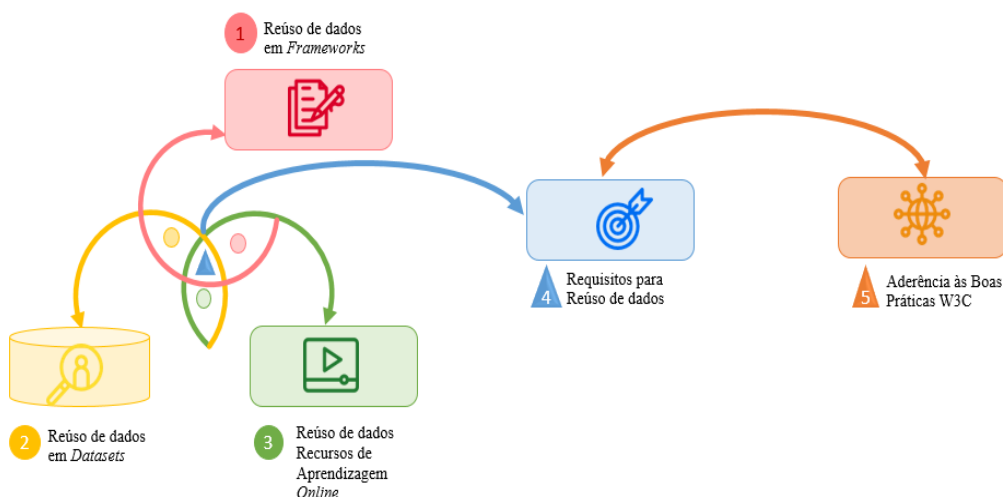 1
Reúso de dados
em Frameworks
2
Reúso de dados
em Datasets
3
Reúso de dados
Recursos de
Aprendizagem
Online
4
Requisitos para
Reúso de dados
5
Aderência às Boas
Práticas W3C